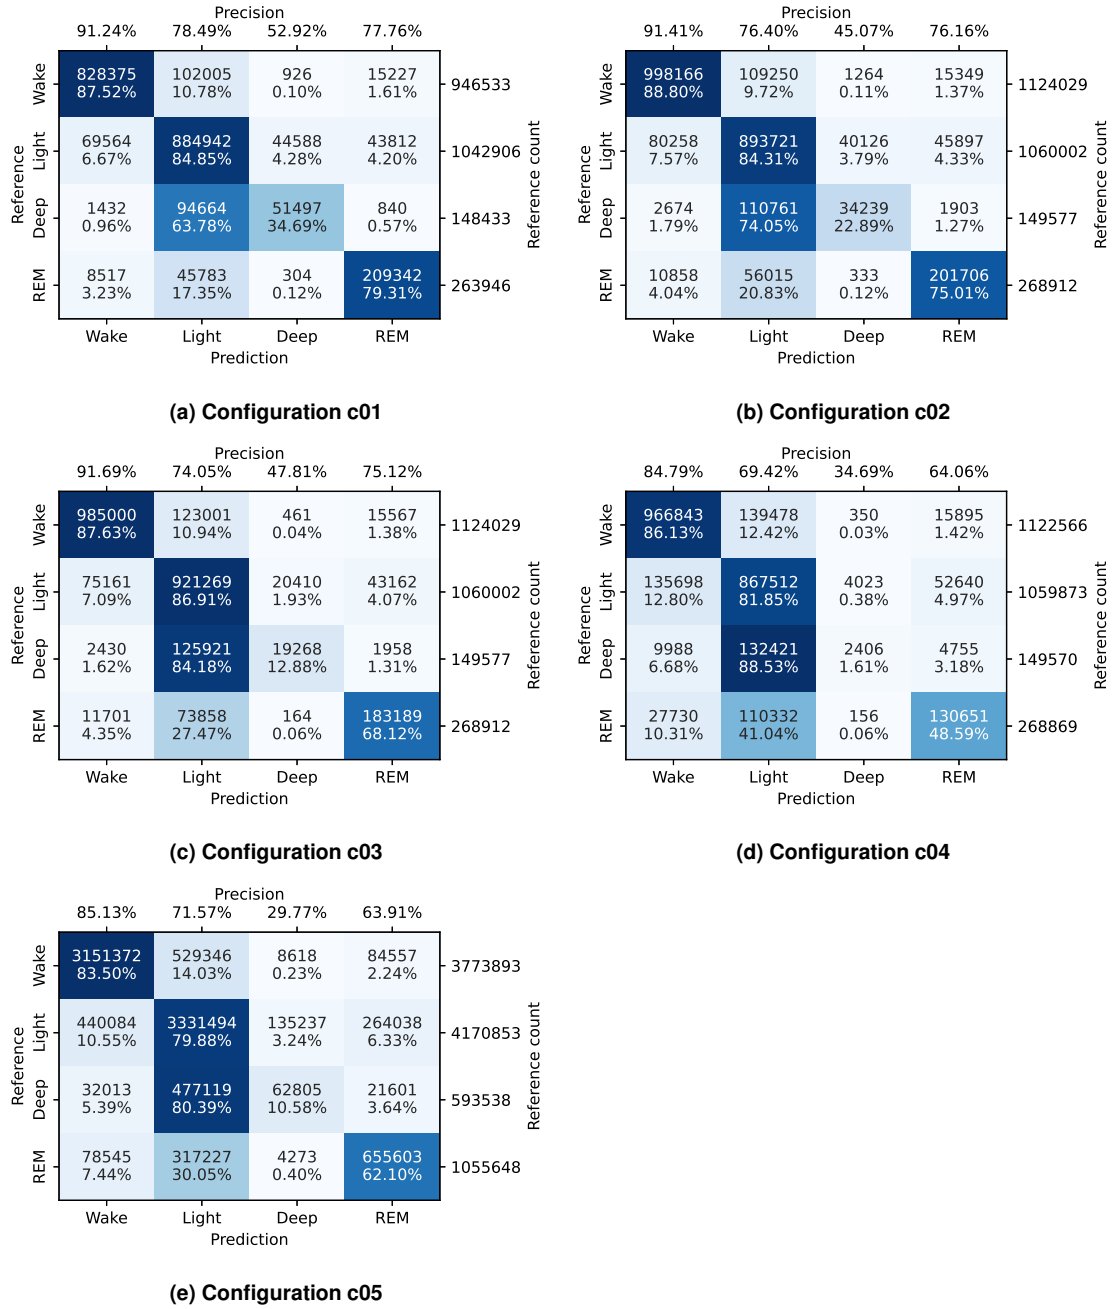 Precision
91.24% 78.49% 52.92% 77.76%
Reference
Wake
828375 102005 926 15227
87.52% 10.78% 0.10% 1.61%
946533
Light
69564 884942 44588 43812
6.67% 84.85% 4.28% 4.20%
1042906
Deep
1432 94664 51497 840
0.96% 63.78% 34.69% 0.57%
148433
REM
8517 45783 304 209342
3.23% 17.35% 0.12% 79.31%
263946
Reference count
Wake Light Deep REM
Prediction
(a) Configuration c01
Precision
91.41% 76.40% 45.07% 76.16%
Reference
Wake
998166 109250 1264 15349
88.80% 9.72% 0.11% 1.37%
1124029
Light
80258 893721 40126 45897
7.57% 84.31% 3.79% 4.33%
1060002
Deep
2674 110761 34239 1903
1.79% 74.05% 22.89% 1.27%
149577
REM
10858 56015 333 201706
4.04% 20.83% 0.12% 75.01%
268912
Reference count
Wake Light Deep REM
Prediction
(b) Configuration c02
Precision
91.69% 74.05% 47.81% 75.12%
Reference
Wake
985000 123001 461 15567
87.63% 10.94% 0.04% 1.38%
1124029
Light
75161 921269 20410 43162
7.09% 86.91% 1.93% 4.07%
1060002
Deep
2430 125921 19268 1958
1.62% 84.18% 12.88% 1.31%
149577
REM
11701 73858 164 183189
4.35% 27.47% 0.06% 68.12%
268912
Reference count
Wake Light Deep REM
Prediction
(c) Configuration c03
Precision
84.79% 69.42% 34.69% 64.06%
Reference
Wake
966843 139478 350 15895
86.13% 12.42% 0.03% 1.42%
1122566
Light
135698 867512 4023 52640
12.80% 81.85% 0.38% 4.97%
1059873
Deep
9988 132421 2406 4755
6.68% 88.53% 1.61% 3.18%
149570
REM
27730 110332 156 130651
10.31% 41.04% 0.06% 48.59%
268869
Reference count
Wake Light Deep REM
Prediction
(d) Configuration c04
Precision
85.13% 71.57% 29.77% 63.91%
Reference
Wake
3151372 529346 8618 84557
83.50% 14.03% 0.23% 2.24%
3773893
Light
440084 3331494 135237 264038
10.55% 79.88% 3.24% 6.33%
4170853
Deep
32013 477119 62805 21601
5.39% 80.39% 10.58% 3.64%
593538
REM
78545 317227 4273 655603
7.44% 30.05% 0.40% 62.10%
1055648
Reference count
Wake Light Deep REM
Prediction
(e) Configuration c05